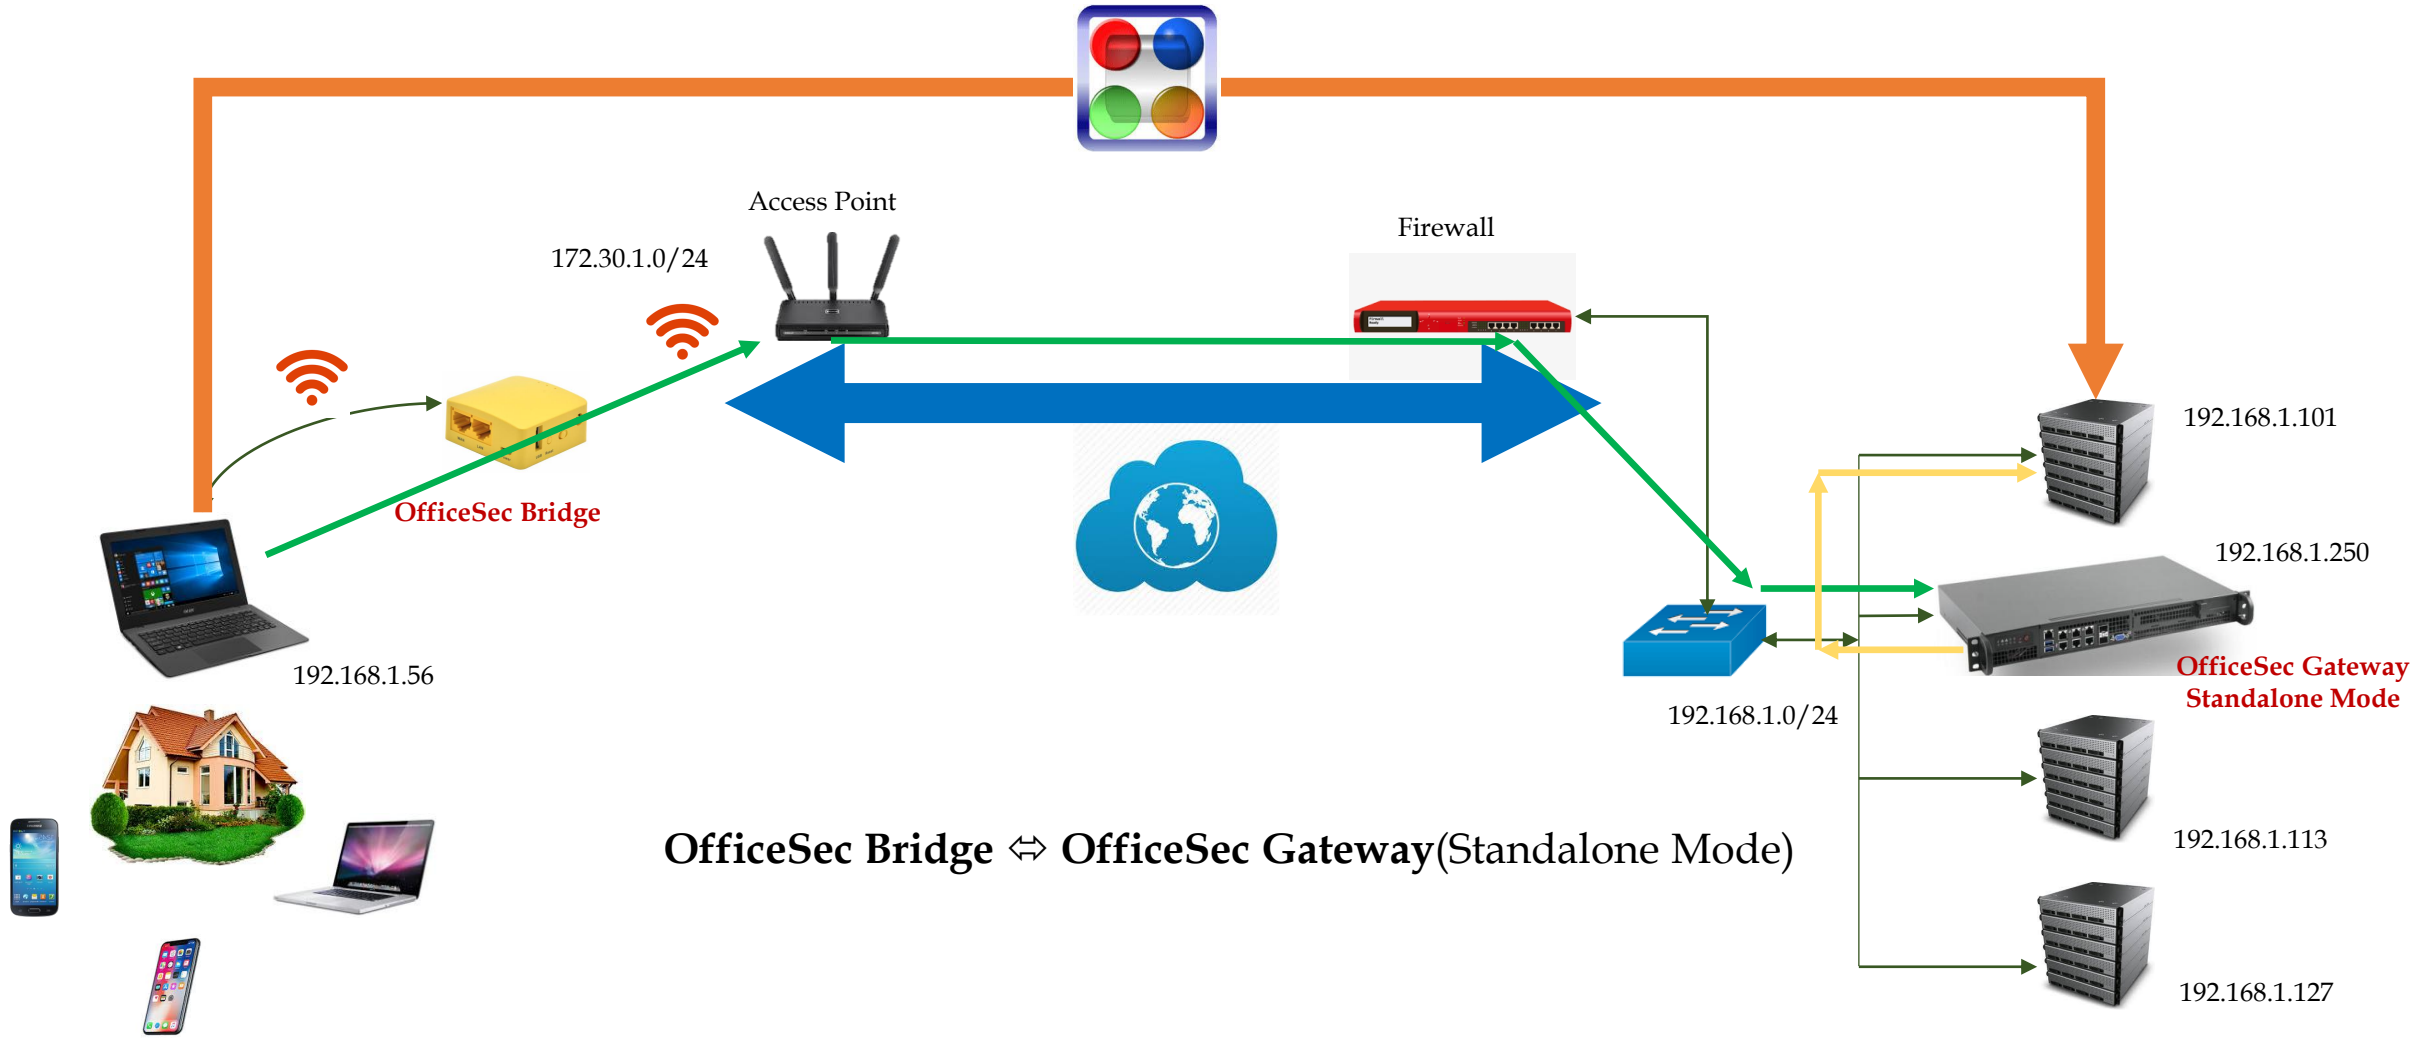 Access Point
172.30.1.0/24
Firewall
192.168.1.101
OfficeSec Bridge
192.168.1.250
192.168.1.56
OfficeSec Gateway
Standalone Mode
192.168.1.0/24
OfficeSec Bridge ⬄ OfficeSec Gateway(Standalone Mode)
192.168.1.113
192.168.1.127